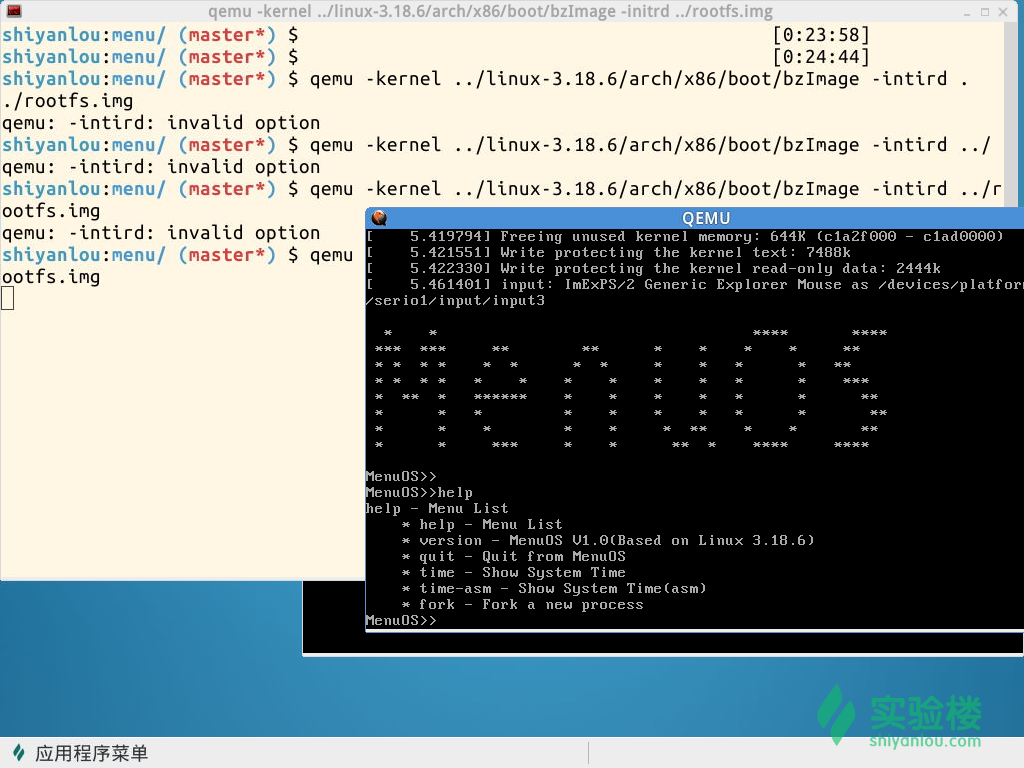 qemu -kernel ../linux-3.18.6/arch/x86/boot/bzImage -initrd ../rootfs.img
shiyanlou:menu/ (master*) $ [0:23:58]
shiyanlou:menu/ (master*) $ [0:24:44]
shiyanlou:menu/ (master*) $ qemu -kernel ../linux-3.18.6/arch/x86/boot/bzImage -intird .
./rootfs.img
qemu: -intird: invalid option
shiyanlou:menu/ (master*) $ qemu -kernel ../linux-3.18.6/arch/x86/boot/bzImage -intird ../
qemu: -intird: invalid option
shiyanlou:menu/ (master*) $ qemu -kernel ../linux-3.18.6/arch/x86/boot/bzImage -intird ../r
ootfs.img
qemu: -intird: invalid option
shiyanlou:menu/ (master*) $ qemu
ootfs.img
QEMU
[    5.419794] Freeing unused kernel memory: 644K (c1a2f000 - c1ad0000)
[    5.421551] Write protecting the kernel text: 7488k
[    5.422330] Write protecting the kernel read-only data: 2444k
[    5.461401] input: ImExPS/2 Generic Explorer Mouse as /devices/platfor
/serio1/input/input3
MenuOS
MenuOS>>
MenuOS>>help
help - Menu List
* help - Menu List
* version - MenuOS V1.0(Based on Linux 3.18.6)
* quit - Quit from MenuOS
* time - Show System Time
* time-asm - Show System Time(asm)
* fork - Fork a new process
MenuOS>>
实验楼
shiyanlou.com
应用程序菜单